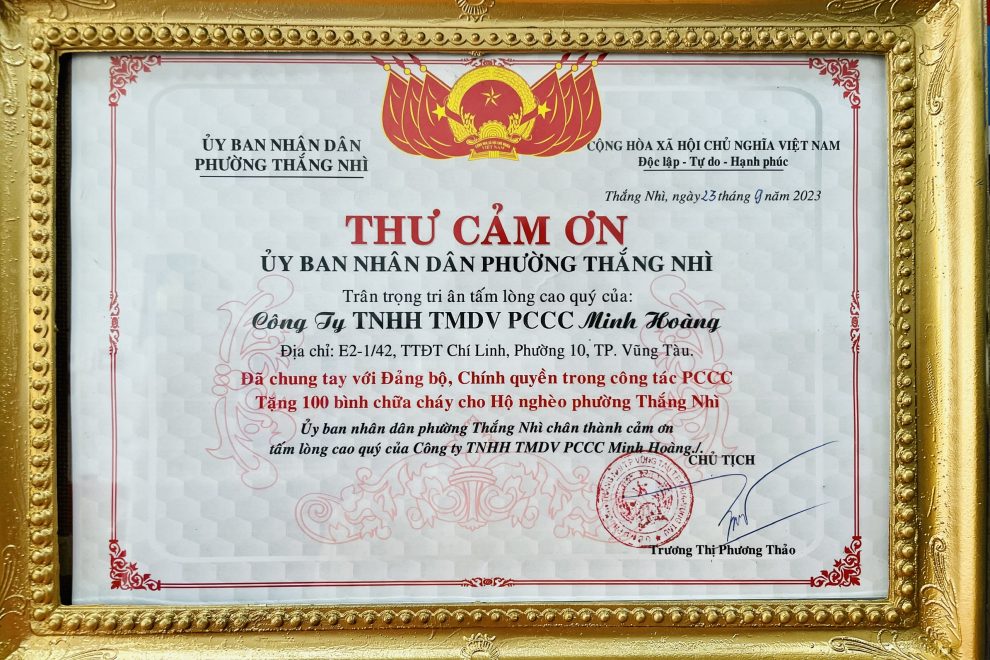 ỦY BAN NHÂN DÂN
PHƯỜNG THẮNG NHÌ
CỘNG HÒA XÃ HỘI CHỦ NGHĨA VIỆT NAM
Độc lập - Tự do - Hạnh phúc
Thắng Nhì, ngày 23 tháng 9 năm 2023
THƯ CẢM ƠN
ỦY BAN NHÂN DÂN PHƯỜNG THẮNG NHÌ
Trân trọng tri ân tấm lòng cao quý của:
Công Ty TNHH TMDV PCCC Minh Hoàng
Địa chỉ: E2-1/42, TTĐT Chí Linh, Phường 10, TP. Vũng Tàu.
Đã chung tay với Đảng bộ, Chính quyền trong công tác PCCC
Tặng 100 bình chữa cháy cho Hộ nghèo phường Thắng Nhì
Ủy ban nhân dân phường Thắng Nhì chân thành cảm ơn
tấm lòng cao quý của Công ty TNHH TMDV PCCC Minh Hoàng./.
CHỦ TỊCH
Trương Thị Phương Thảo